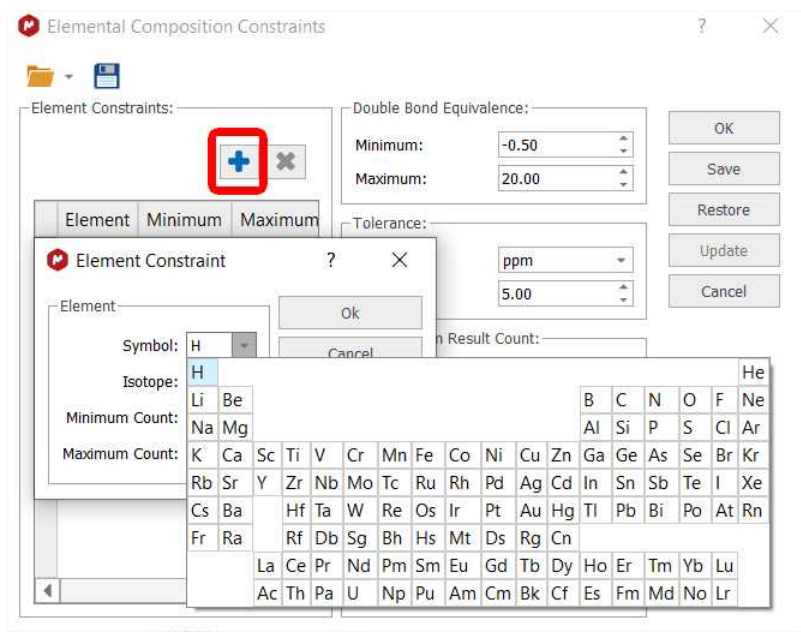 Elemental Composition Constraints ? ×
Element Constraints:
Element Minimum Maximum
Double Bond Equivalence:
Minimum: -0.50
Maximum: 20.00
Tolerance:
ppm
5.00
Result Count:
OK
Save
Restore
Update
Cancel
Element Constraint ? ×
Element
Symbol: H
Isotope:
Minimum Count:
Maximum Count:
Ok
Cancel
H He
Li Be B C N O F Ne
Na Mg Al Si P S Cl Ar
K Ca Sc Ti V Cr Mn Fe Co Ni Cu Zn Ga Ge As Se Br Kr
Rb Sr Y Zr Nb Mo Tc Ru Rh Pd Ag Cd In Sn Sb Te I Xe
Cs Ba Hf Ta W Re Os Ir Pt Au Hg Tl Pb Bi Po At Rn
Fr Ra Rf Db Sg Bh Hs Mt Ds Rg Cn
La Ce Pr Nd Pm Sm Eu Gd Tb Dy Ho Er Tm Yb Lu
Ac Th Pa U Np Pu Am Cm Bk Cf Es Fm Md No Lr